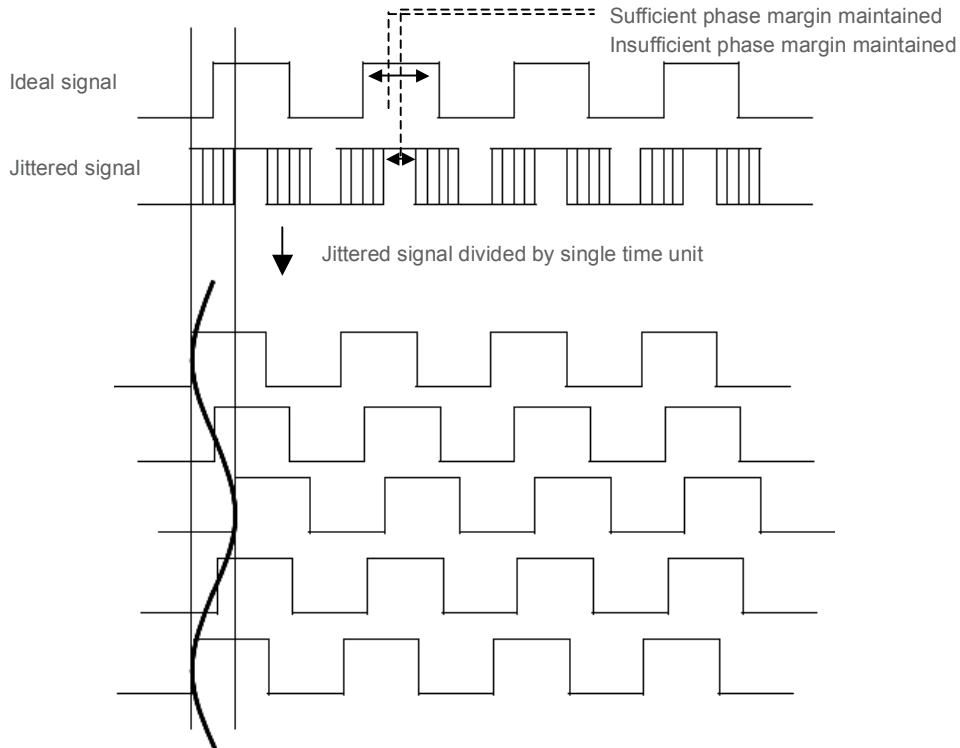 Sufficient phase margin maintained
Insufficient phase margin maintained
Ideal signal
Jittered signal
Jittered signal divided by single time unit